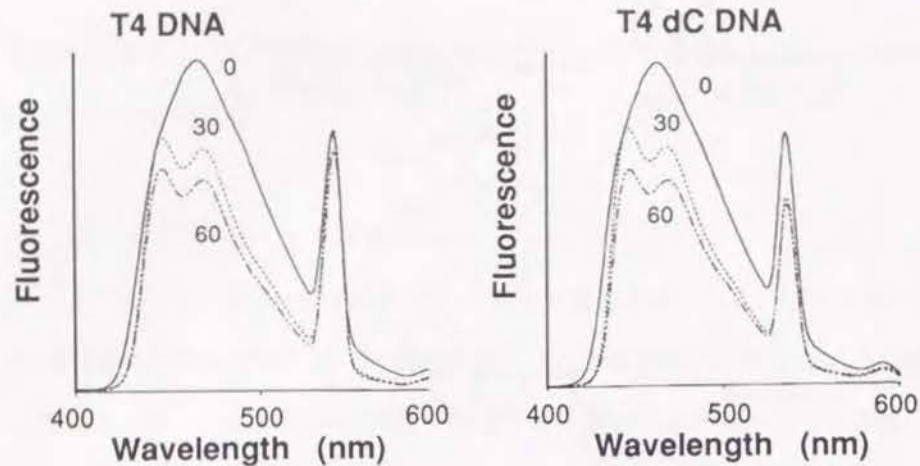 T4 DNA
Fluorescence
0
30
60
400 500 600
Wavelength (nm)
T4 dC DNA
Fluorescence
0
30
60
400 500 600
Wavelength (nm)